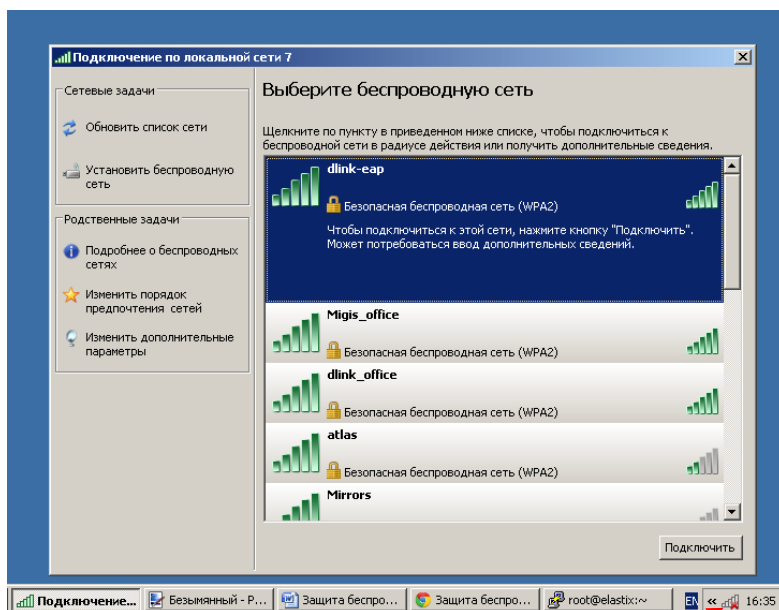 Подключение по локальной сети 7
Сетевые задачи
Обновить список сети
Установить беспроводную
сеть
Родственные задачи
Подробнее о беспроводных
сетях
Изменить порядок
предпочтения сетей
Изменить дополнительные
параметры
Выберите беспроводную сеть
Щелкните по пункту в приведенном ниже списке, чтобы подключиться к
беспроводной сети в радиусе действия или получить дополнительные сведения.
dlink-eap
Безопасная беспроводная сеть (WPA2)
Чтобы подключиться к этой сети, нажмите кнопку "Подключить".
Может потребоваться ввод дополнительных сведений.
Migis_office
Безопасная беспроводная сеть (WPA2)
dlink_office
Безопасная беспроводная сеть (WPA2)
atlas
Безопасная беспроводная сеть (WPA2)
Mirrors
Подключить
Подключение... Безымянный - P... Защита беспро... Защита беспро... root@elastix:~ EN « 16:35